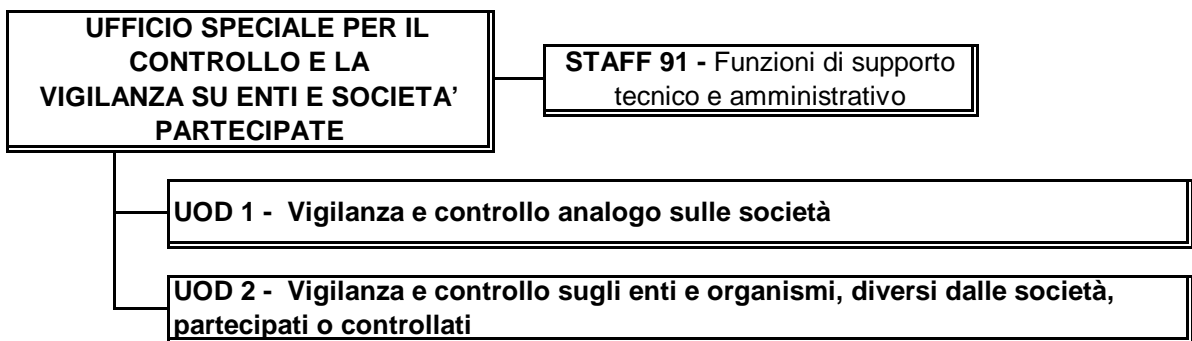 UFFICIO SPECIALE PER IL
CONTROLLO E LA
VIGILANZA SU ENTI E SOCIETA’
PARTECIPATE
STAFF 91 - Funzioni di supporto
tecnico e amministrativo
UOD 1 - Vigilanza e controllo analogo sulle società
UOD 2 - Vigilanza e controllo sugli enti e organismi, diversi dalle società,
partecipati o controllati